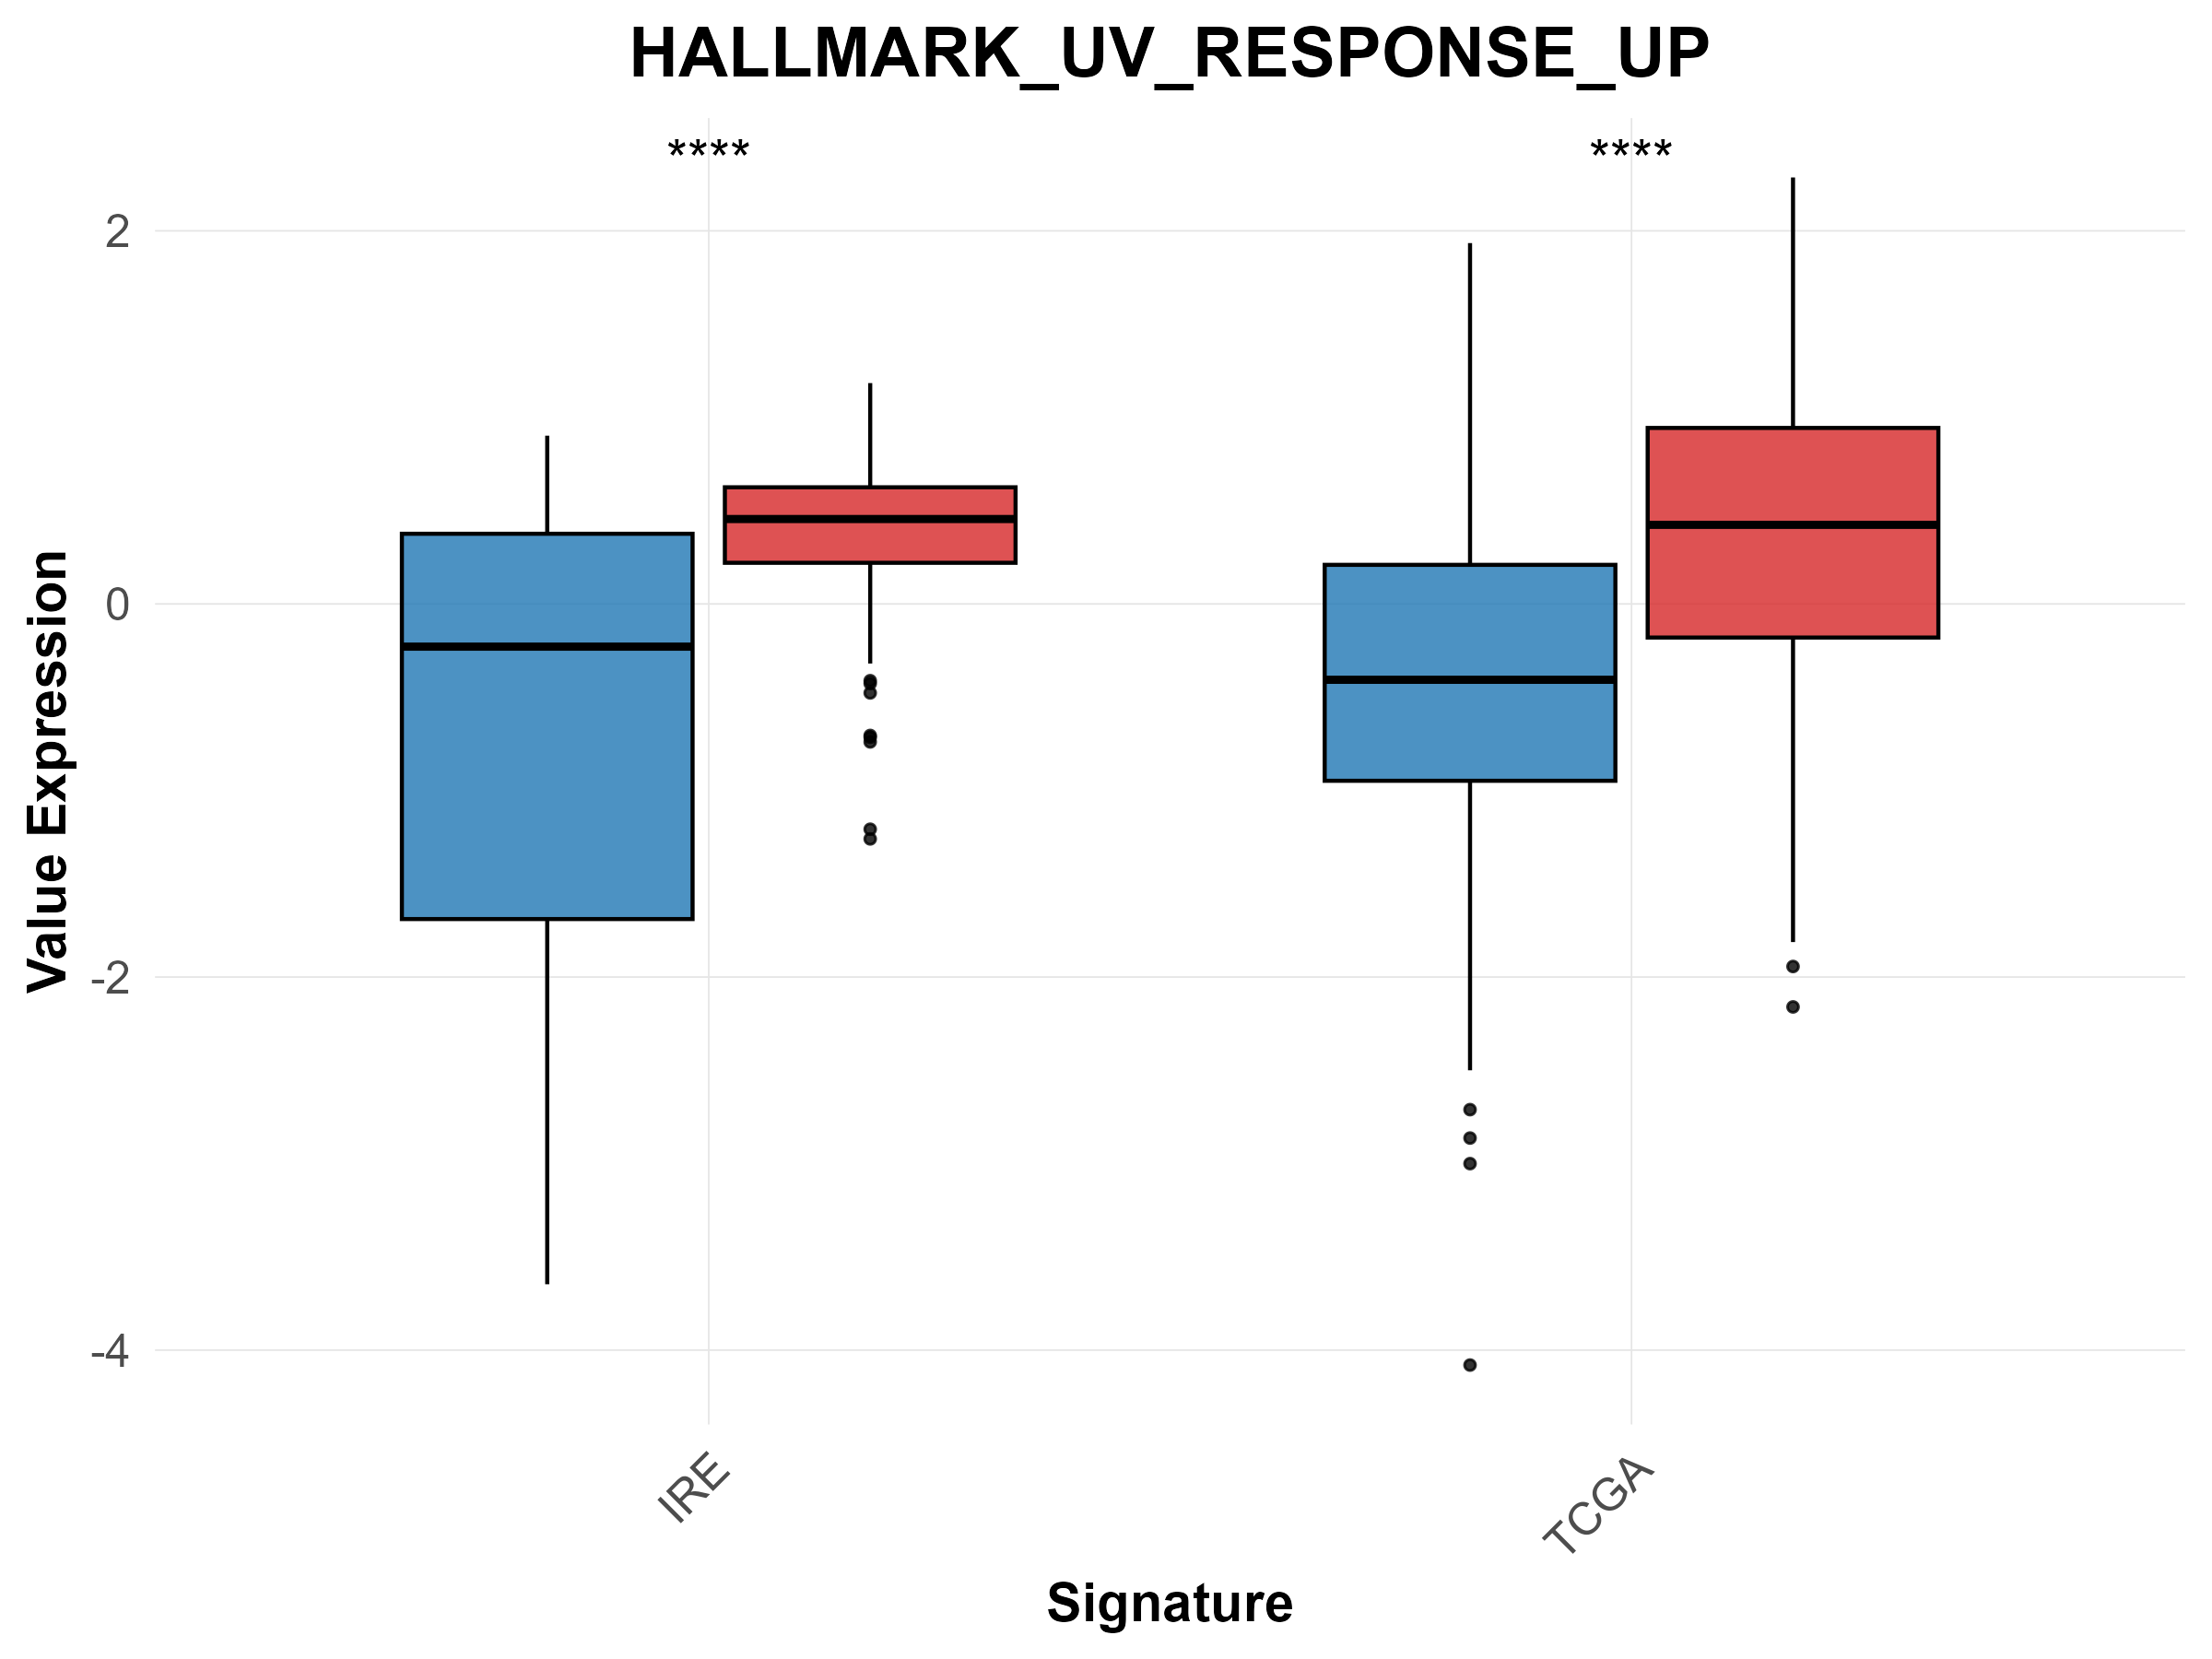 HALLMARK_UV_RESPONSE_UP
**** ****
2
0
-2
-4
Value Expression
IRE TCGA
Signature